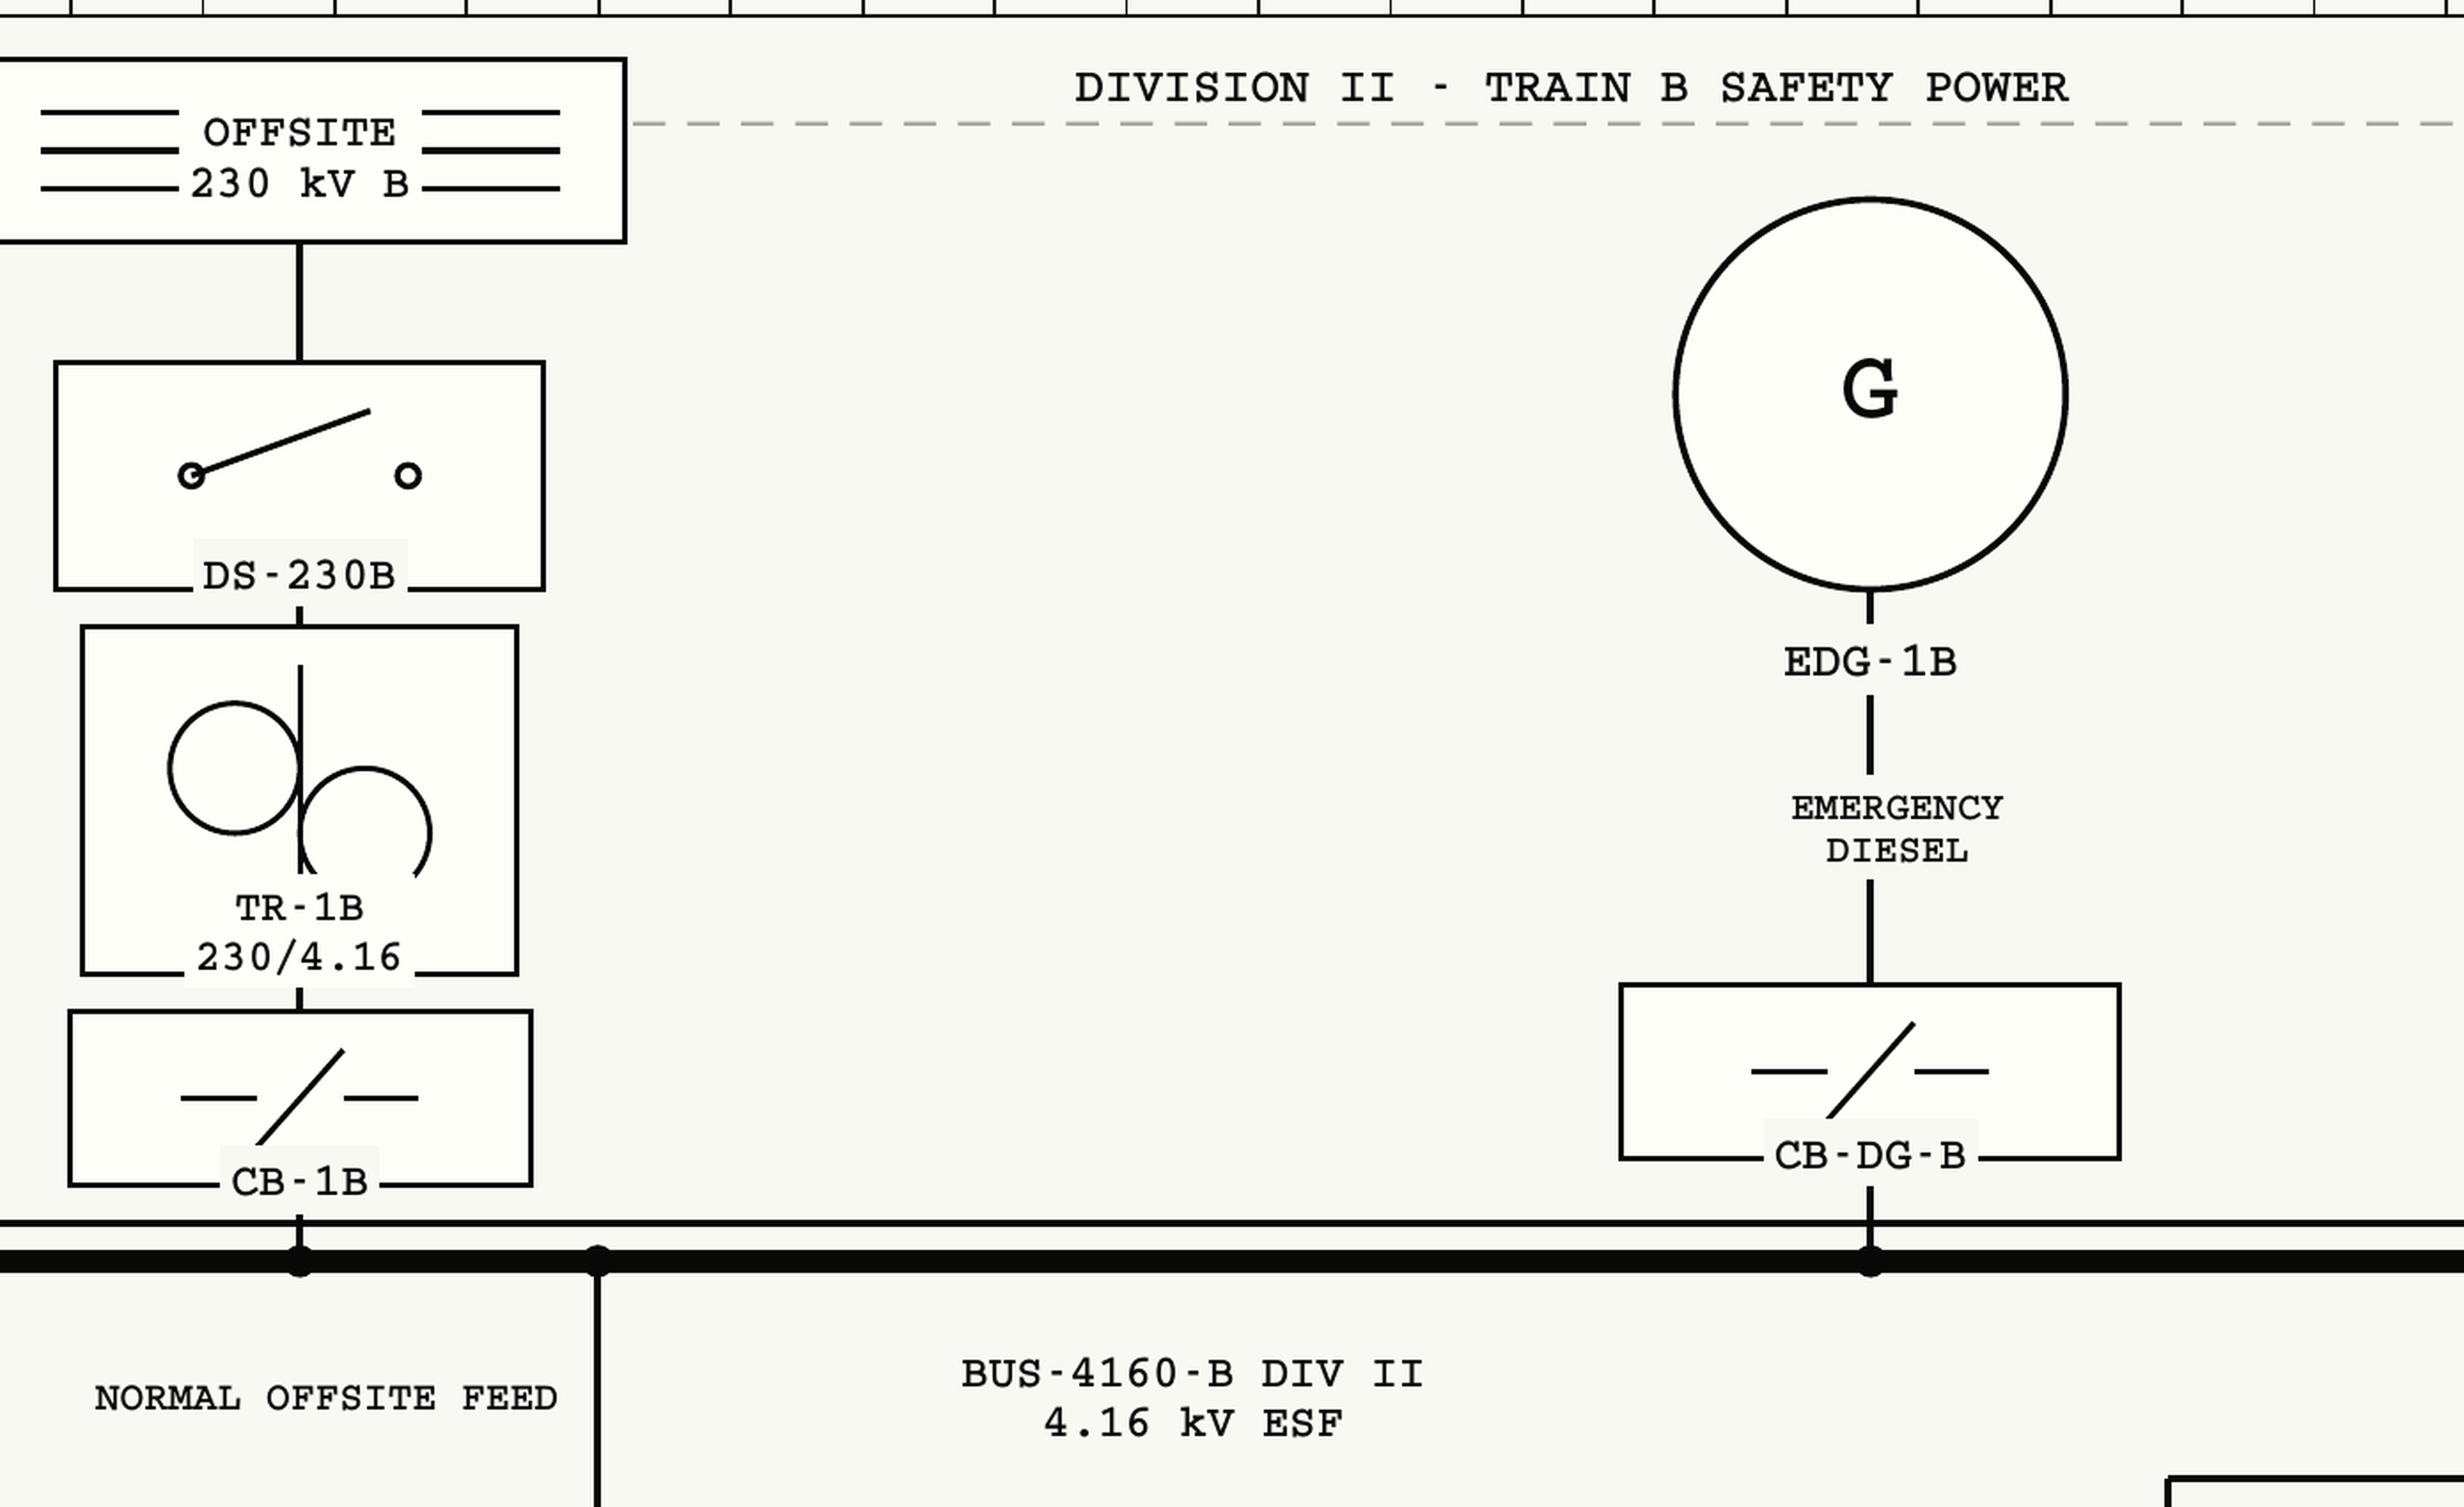 DIVISION II - TRAIN B SAFETY POWER
OFFSITE
230 kV B
G
DS-230B
EDG-1B
EMERGENCY
DIESEL
TR-1B
230/4.16
CB-DG-B
CB-1B
NORMAL OFFSITE FEED
BUS-4160-B DIV II
4.16 kV ESF